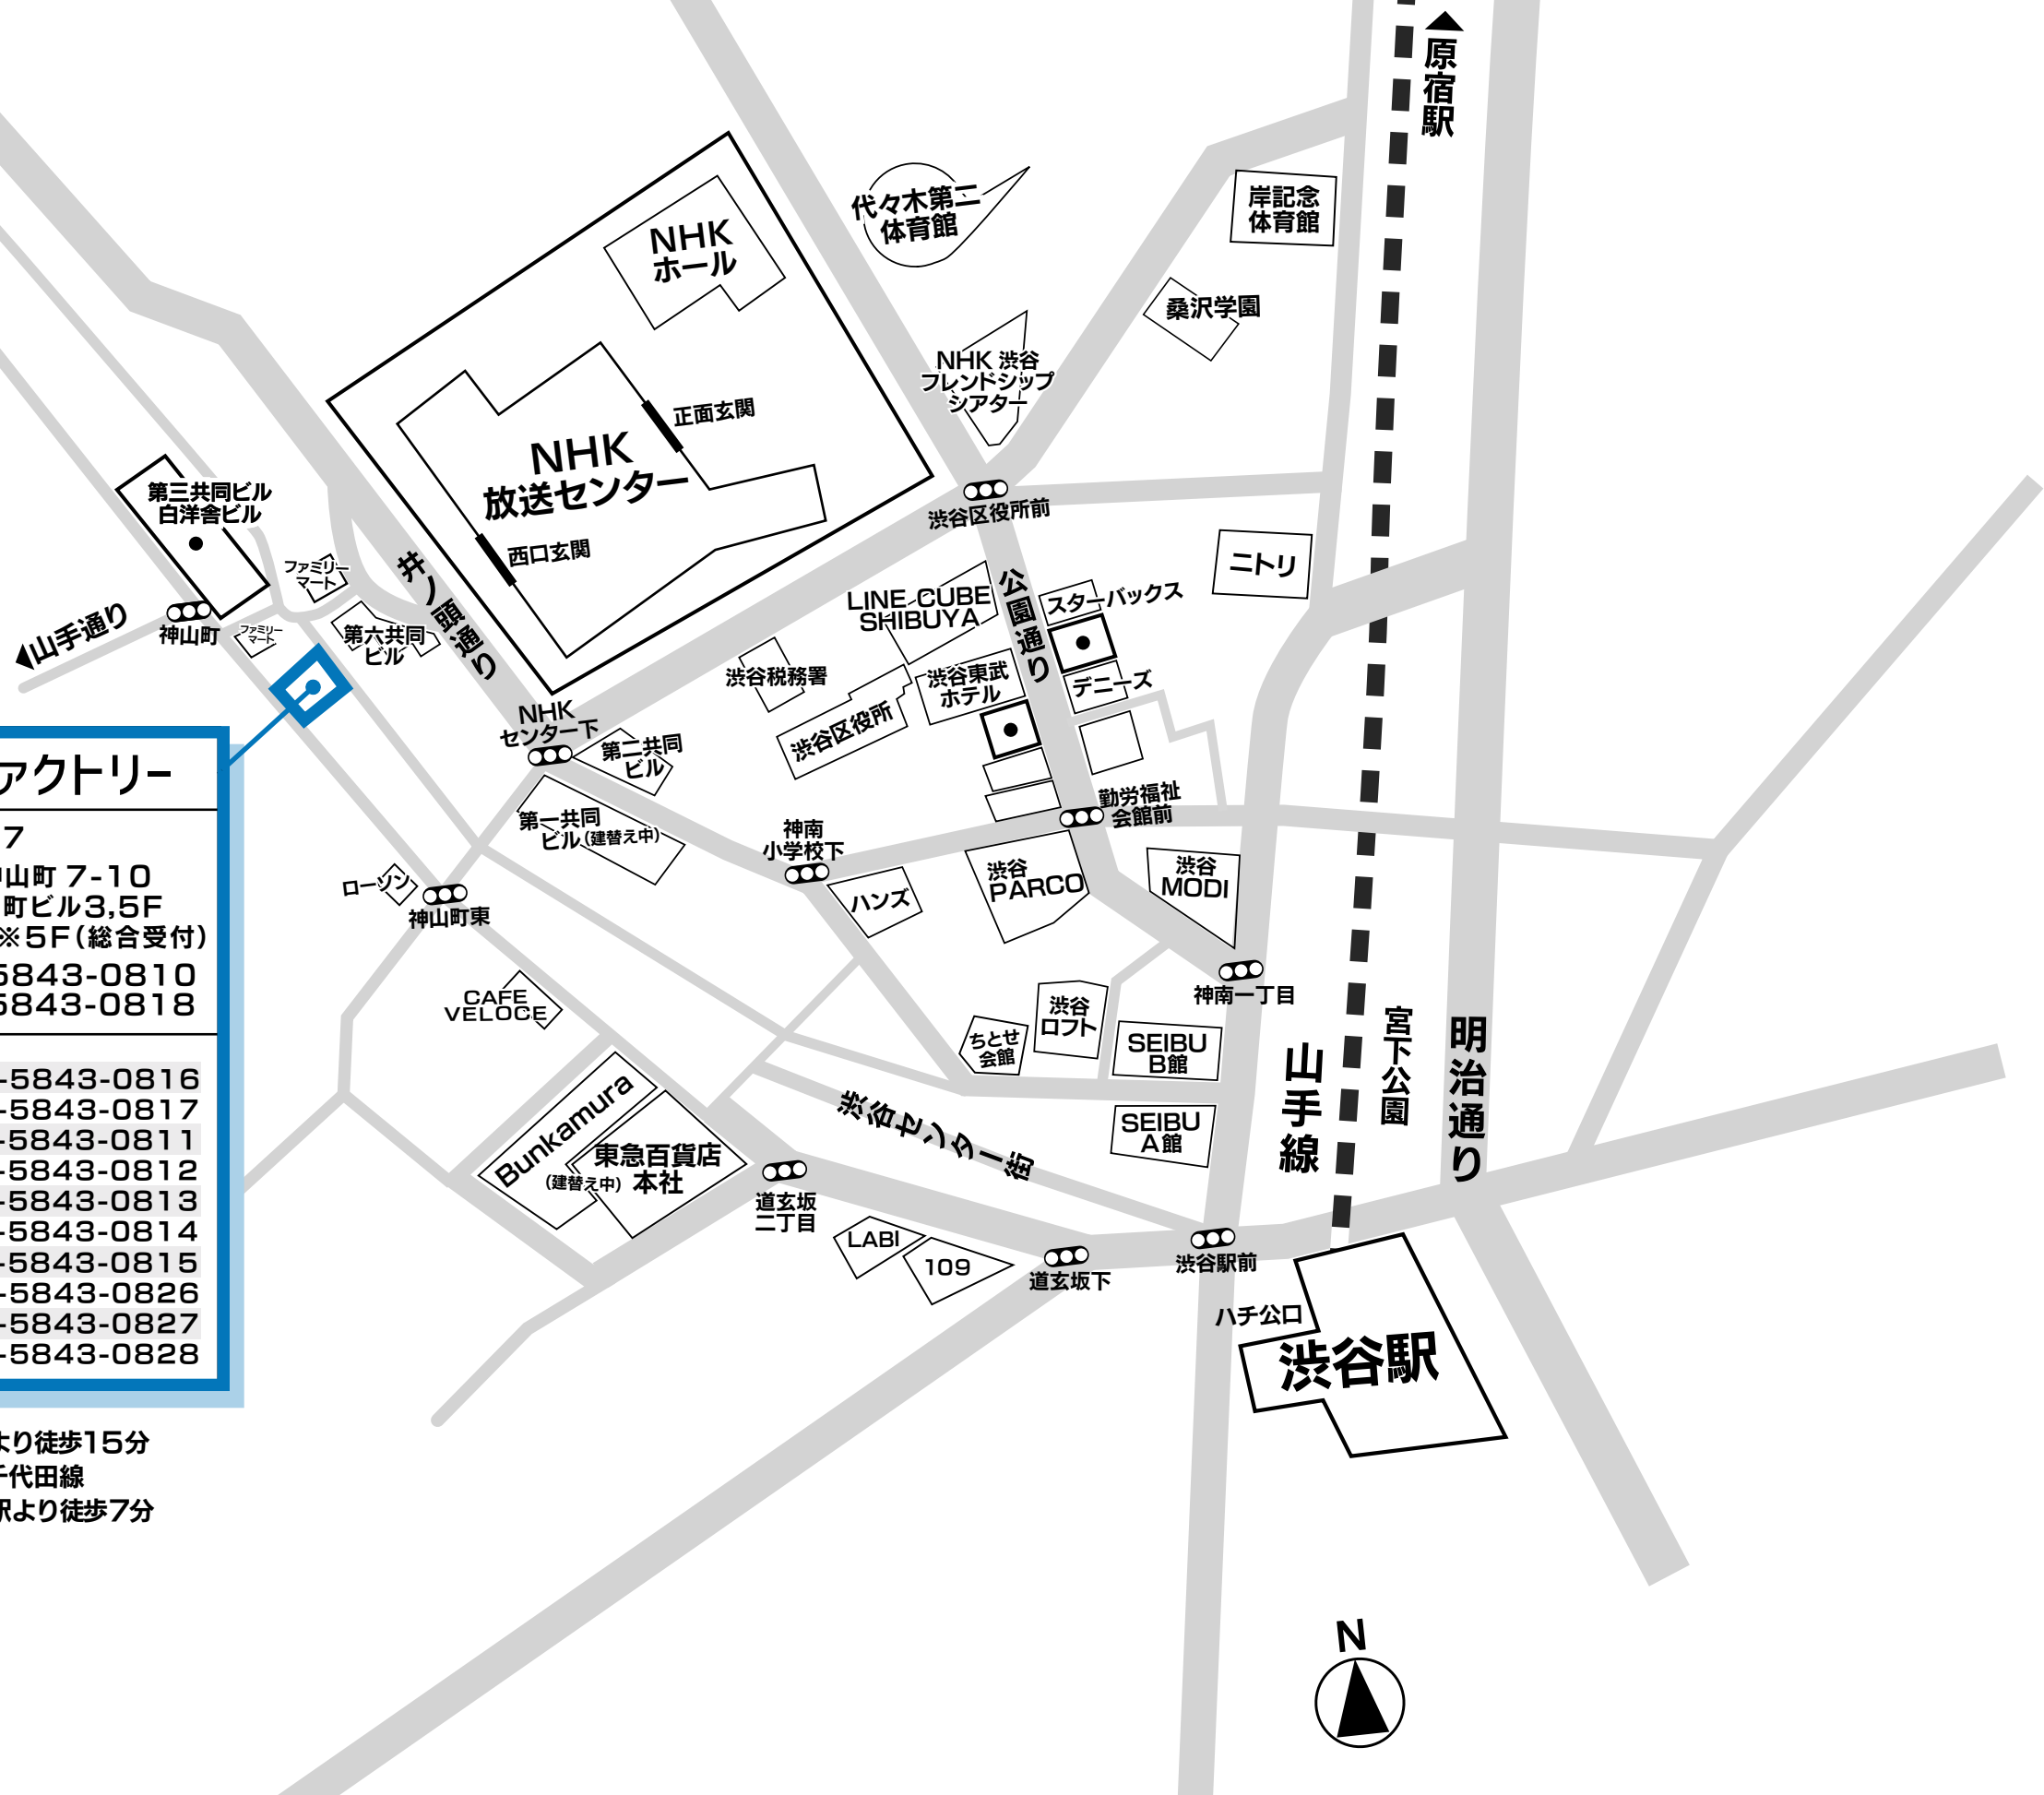 原宿駅
岸記念
体育館
代々木第二
体育館
NHK
ホール
桑沢学園
NHK 渋谷
フレンドシップ
シアター
正面玄関
NHK
放送センター
西口玄関
渋谷区役所前
第三共同ビル
白洋舎ビル
ファミリー
マート
井ノ頭通り
ニトリ
LINE CUBE
SHIBUYA
公園通り
スターバックス
山手通り
神山町
ファミリー
マート
第六共同
ビル
渋谷税務署
渋谷東武
ホテル
デニーズ
渋谷区役所
NHK
センター下
第二共同
ビル
勤労福祉
会館前
第一共同
ビル(建替え中)
神南
小学校下
渋谷
PARCO
渋谷
MODI
ハンズ
ローソン
神山町東
神南一丁目
CAFE
VELOCE
渋谷
ロフト
ちとせ
会館
SEIBU
B館
宮下公園
明治通り
山手線
渋谷センター街
SEIBU
A館
Bunkamura
(建替え中)
東急百貨店
本社
道玄坂
二丁目
LABI
109
道玄坂下
渋谷駅前
ハチ公口
渋谷駅
アクトリー
7
山町 7-10
町ビル3,5F
※5F(総合受付)
5843-0810
5843-0818
-5843-0816
-5843-0817
-5843-0811
-5843-0812
-5843-0813
-5843-0814
-5843-0815
-5843-0826
-5843-0827
-5843-0828
より徒歩15分
千代田線
駅より徒歩7分
N